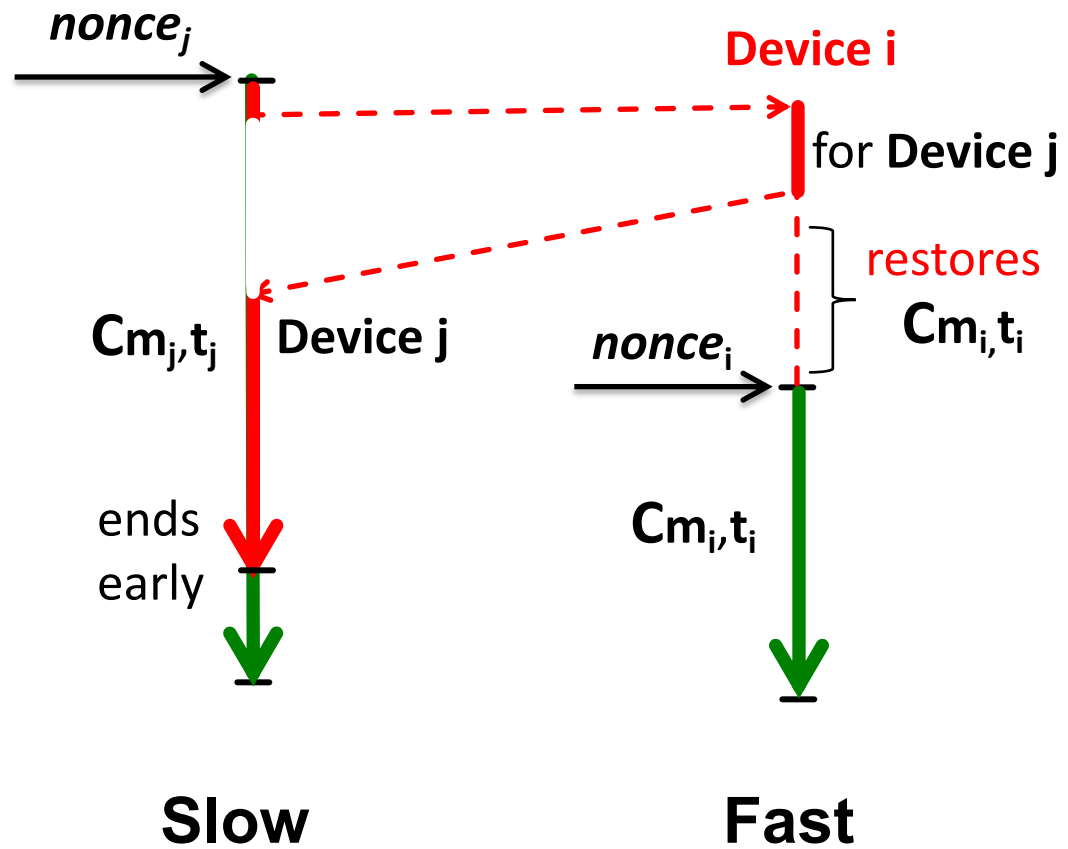 nonce_j
Device i
for Device j
restores
Cm_i,t_i
Cm_j,t_j
Device j
nonce_i
ends
early
Cm_i,t_i
Slow
Fast